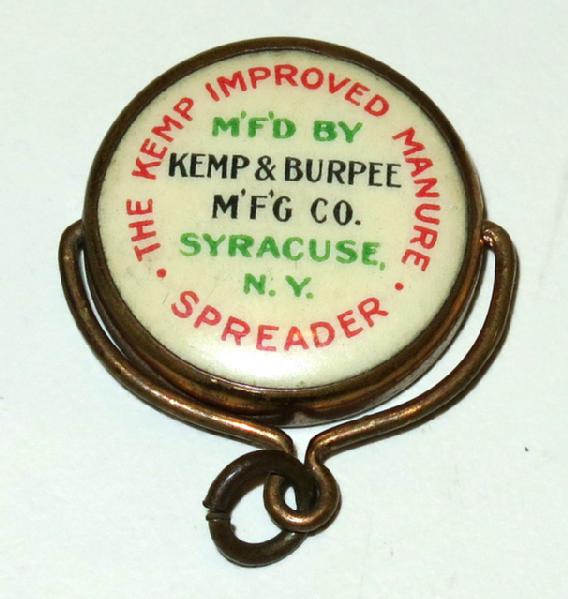 THE KEMP IMPROVED MANURE
M'F'D BY
KEMP & BURPEE
M'F'G CO.
SYRACUSE,
N.Y.
• SPREADER •